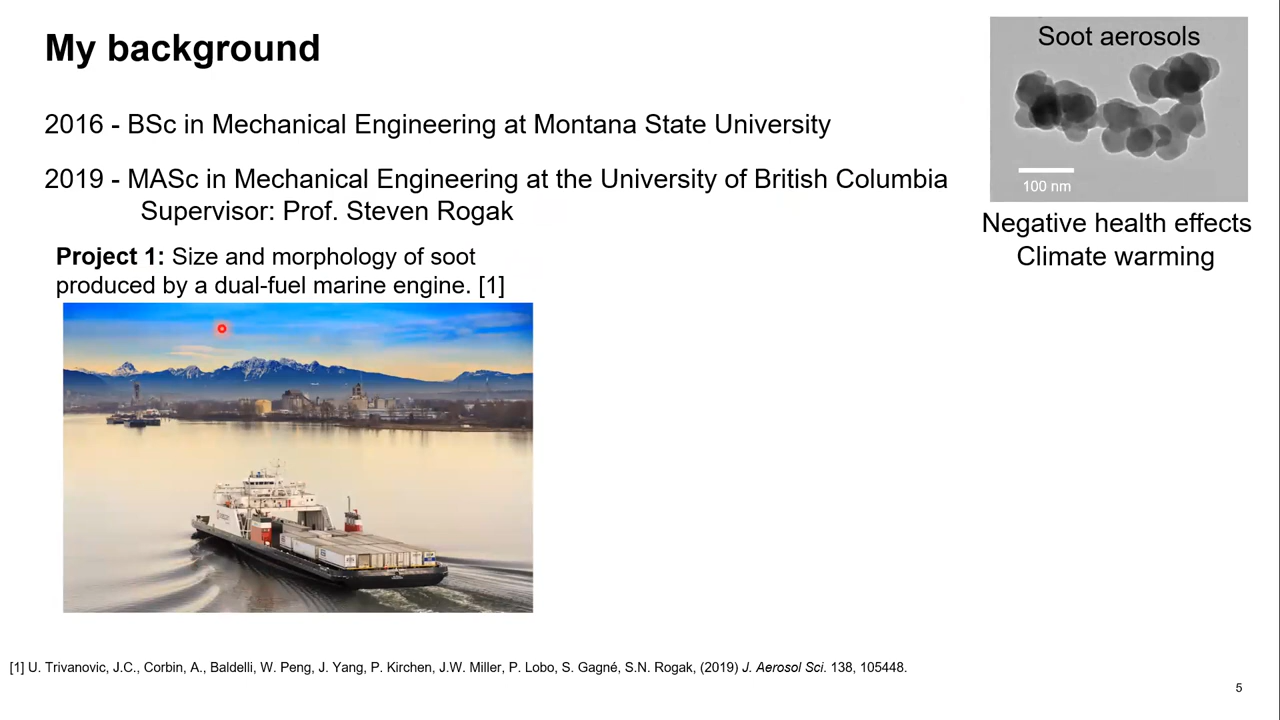 My background
Soot aerosols
100 nm
Negative health effects
Climate warming
2016 - BSc in Mechanical Engineering at Montana State University
2019 - MASc in Mechanical Engineering at the University of British Columbia
Supervisor: Prof. Steven Rogak
Project 1: Size and morphology of soot
produced by a dual-fuel marine engine. [1]
[1] U. Trivanovic, J.C., Corbin, A., Baldelli, W. Peng, J. Yang, P. Kirchen, J.W. Miller, P. Lobo, S. Gagné, S.N. Rogak, (2019) J. Aerosol Sci. 138, 105448.
5